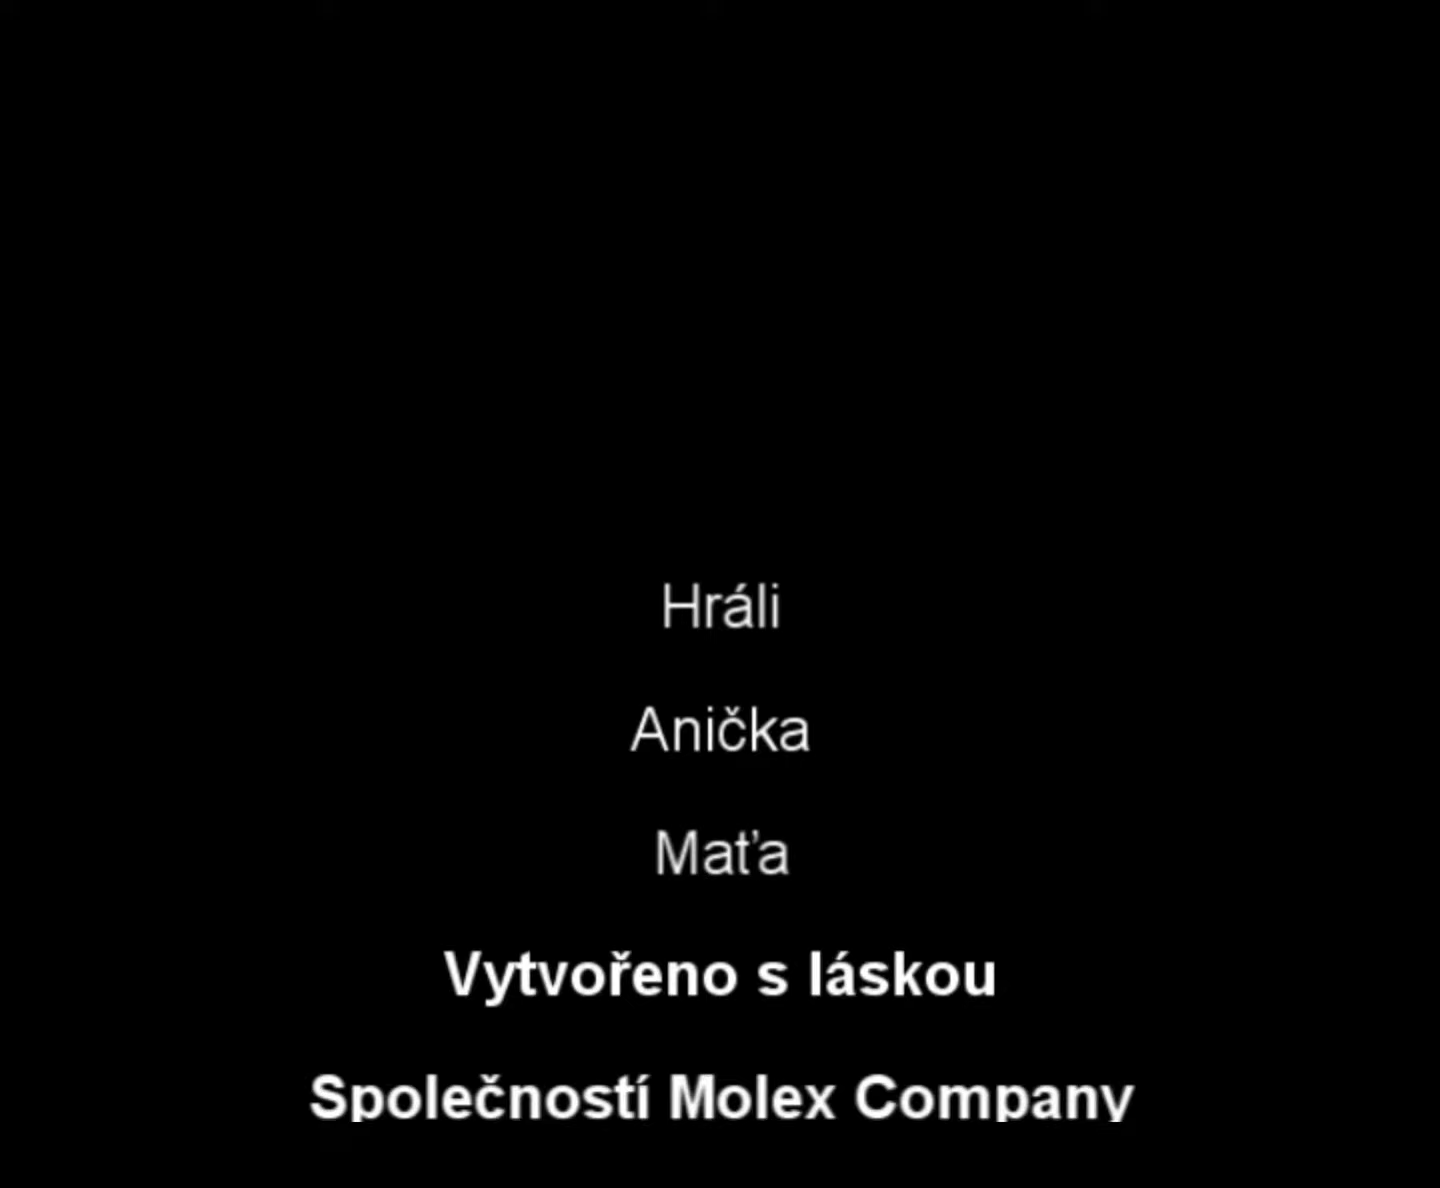 Hráli
Anička
Maťa
Vytvořeno s láskou
Společností Molex Company